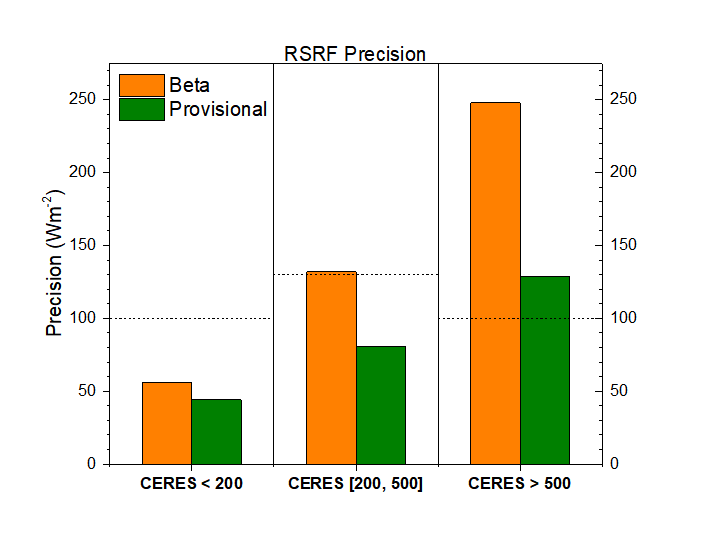 RSRF Precision
Beta
Provisional
Precision (Wm⁻²)
250
200
150
100
50
0
250
200
150
100
50
0
CERES < 200
CERES [200, 500]
CERES > 500